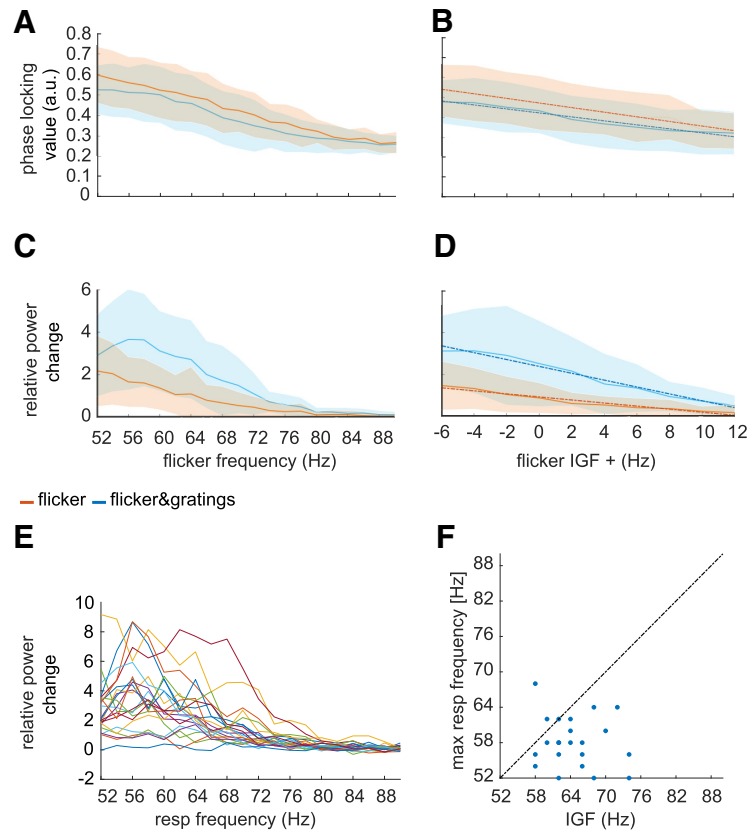 A
B
0.8
0.7
0.6
0.5
0.4
0.3
0.2
0.1
0
phase locking
value (a.u.)
C
D
6
4
2
0
relative power
change
52 56 60 64 68 72 76 80 84 88
flicker frequency (Hz)
-6 -4 -2 0 2 4 6 8 10 12
flicker IGF + (Hz)
flicker flicker&gratings
E
F
10
8
6
4
2
0
-2
relative power
change
52 56 60 64 68 72 76 80 84 88
resp frequency (Hz)
88
82
76
70
64
58
52
max resp frequency [Hz]
52 58 64 70 76 82 88
IGF (Hz)